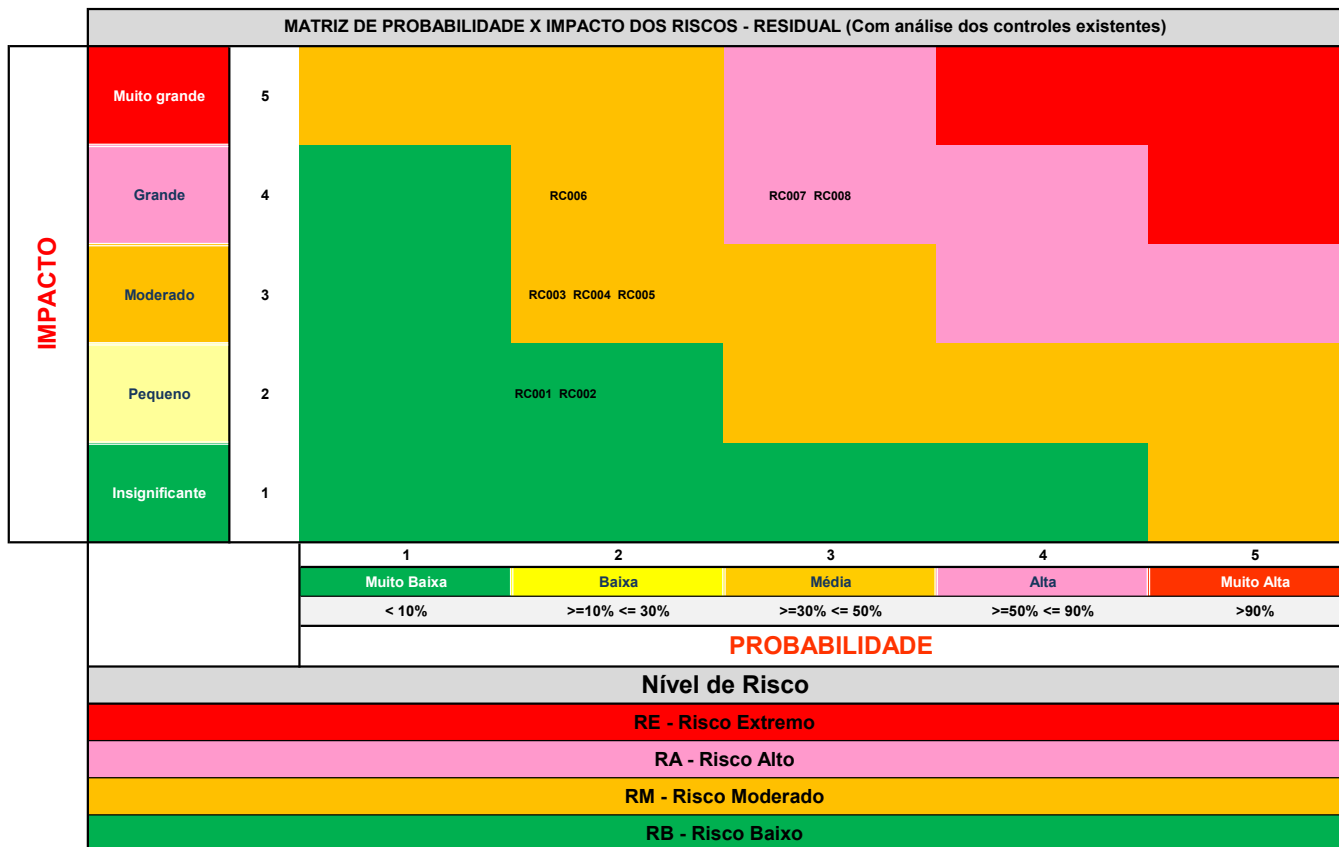 MATRIZ DE PROBABILIDADE X IMPACTO DOS RISCOS - RESIDUAL (Com análise dos controles existentes)
IMPACTO
Muito grande 5
Grande 4 RC006 RC007 RC008
Moderado 3 RC003 RC004 RC005
Pequeno 2 RC001 RC002
Insignificante 1
1 2 3 4 5
Muito Baixa Baixa Média Alta Muito Alta
< 10% >=10% <= 30% >=30% <= 50% >=50% <= 90% >90%
PROBABILIDADE
Nível de Risco
RE - Risco Extremo
RA - Risco Alto
RM - Risco Moderado
RB - Risco Baixo